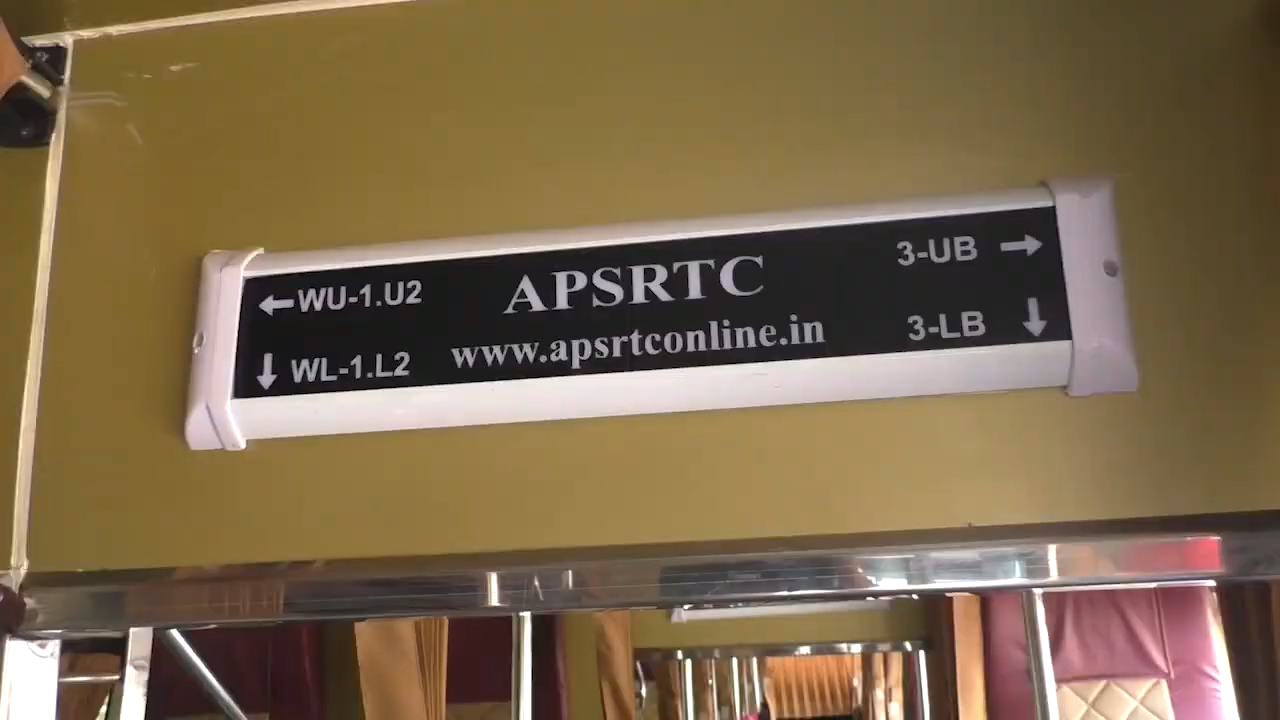 ←WU-1.U2
↓ WL-1.L2
APSRTC
www.apsrtconline.in
3-UB →
3-LB ↓